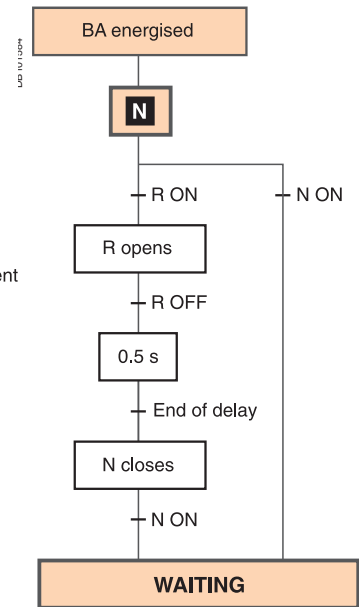 BA energised
N
R ON
N ON
R opens
R OFF
0.5 s
End of delay
N closes
N ON
WAITING